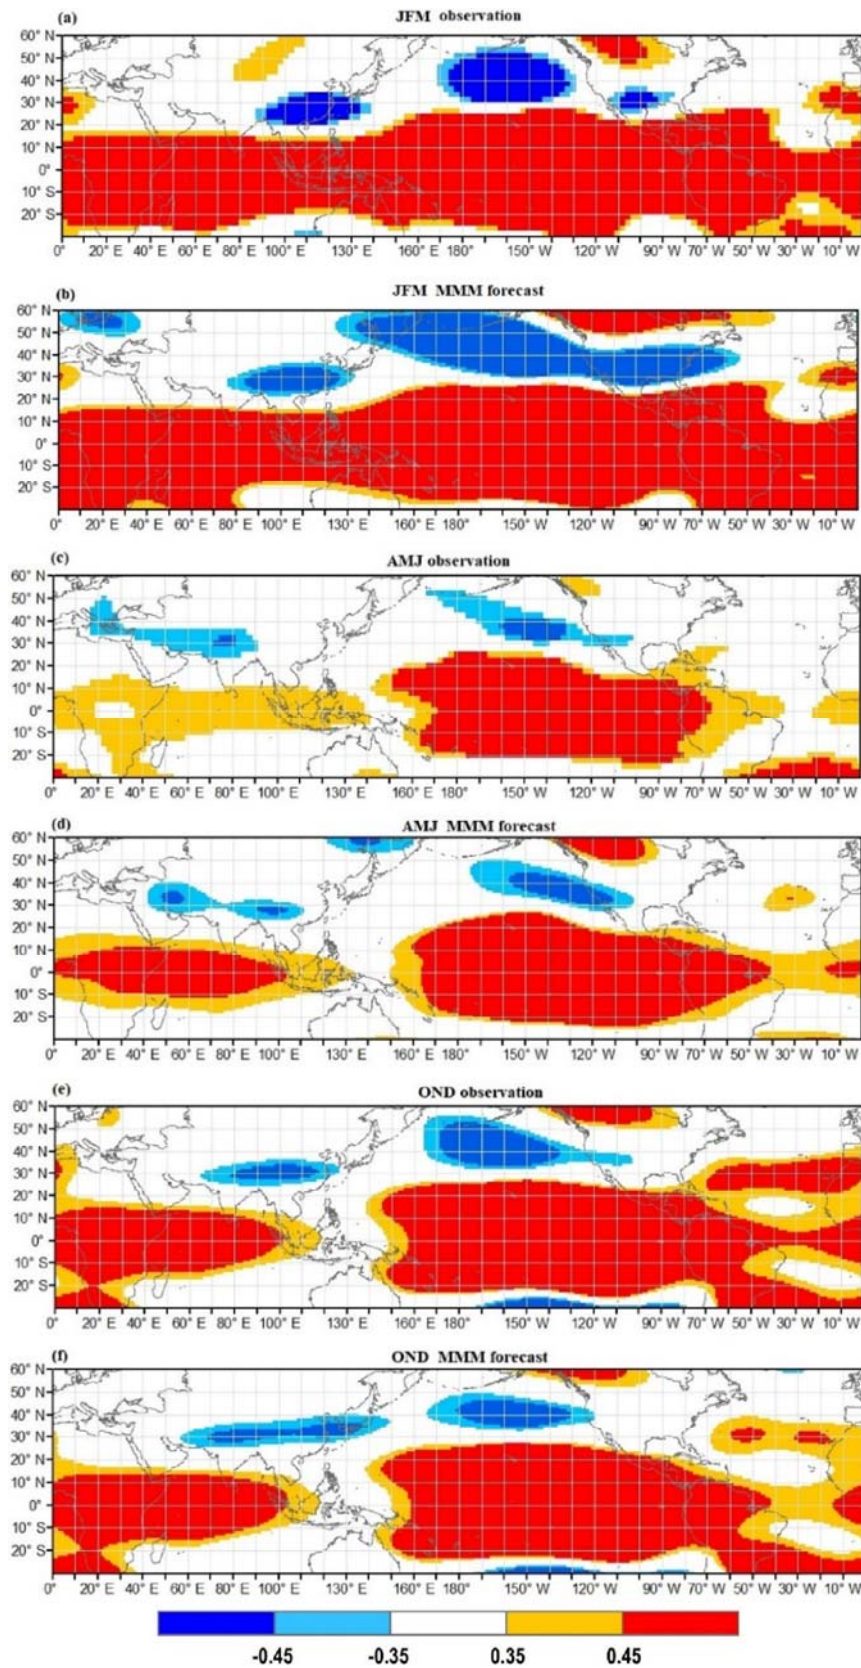 (a) JFM observation
60° N
50° N
40° N
30° N
20° N
10° N
0°
10° S
20° S
0° 20° E 40° E 60° E 80° E 100° E 130° E 160° E 180° 150° W 120° W 90° W 70° W 50° W 30° W 10° W
(b) JFM MMM forecast
60° N
50° N
40° N
30° N
20° N
10° N
0°
10° S
20° S
0° 20° E 40° E 60° E 80° E 100° E 130° E 160° E 180° 150° W 120° W 90° W 70° W 50° W 30° W 10° W
(c) AMJ observation
60° N
50° N
40° N
30° N
20° N
10° N
0°
10° S
20° S
0° 20° E 40° E 60° E 80° E 100° E 130° E 160° E 180° 150° W 120° W 90° W 70° W 50° W 30° W 10° W
(d) AMJ MMM forecast
60° N
50° N
40° N
30° N
20° N
10° N
0°
10° S
20° S
0° 20° E 40° E 60° E 80° E 100° E 130° E 160° E 180° 150° W 120° W 90° W 70° W 50° W 30° W 10° W
(e) OND observation
60° N
50° N
40° N
30° N
20° N
10° N
0°
10° S
20° S
0° 20° E 40° E 60° E 80° E 100° E 130° E 160° E 180° 150° W 120° W 90° W 70° W 50° W 30° W 10° W
(f) OND MMM forecast
60° N
50° N
40° N
30° N
20° N
10° N
0°
10° S
20° S
0° 20° E 40° E 60° E 80° E 100° E 130° E 160° E 180° 150° W 120° W 90° W 70° W 50° W 30° W 10° W
-0.45 -0.35 0.35 0.45